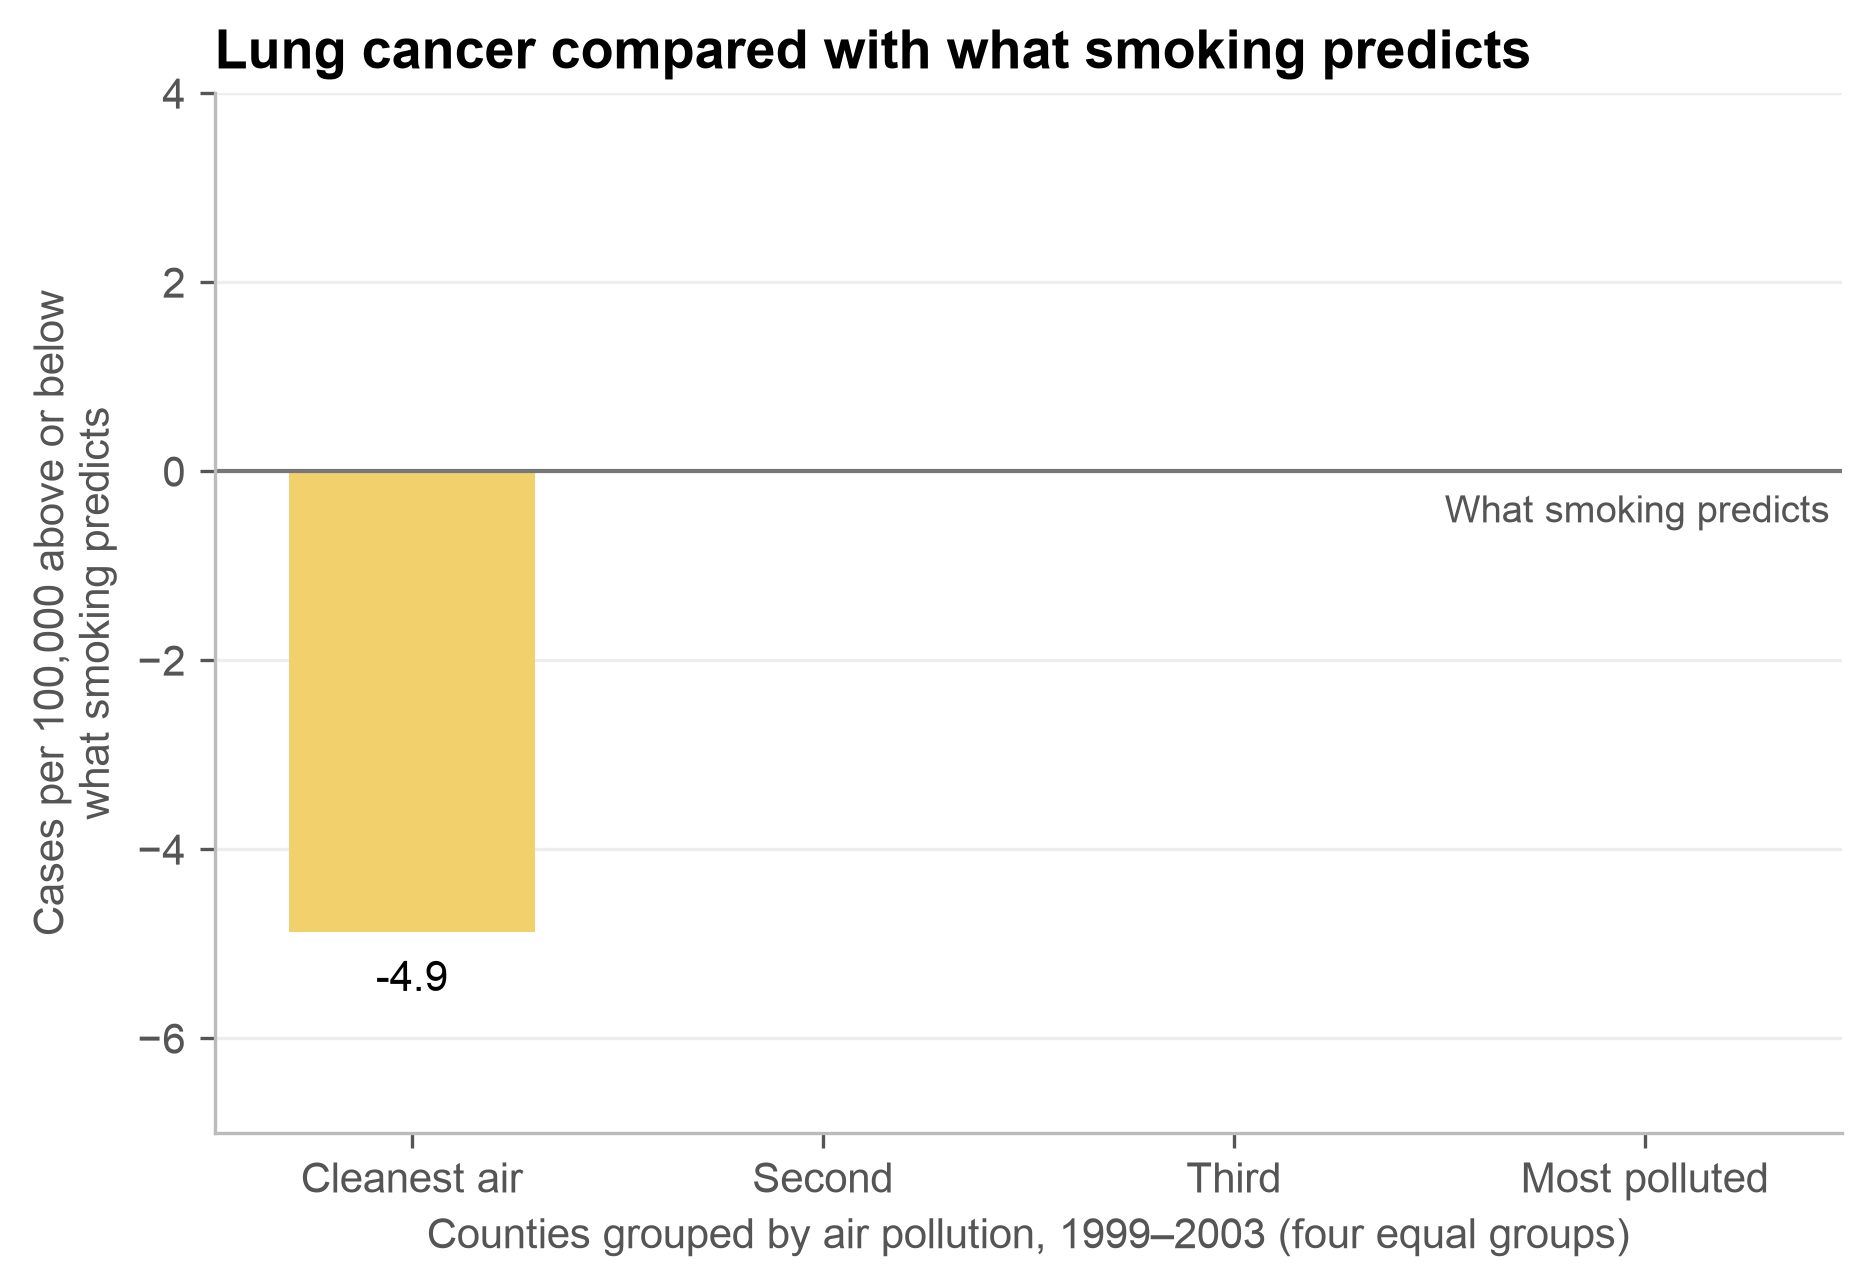 Lung cancer compared with what smoking predicts
Cases per 100,000 above or below
what smoking predicts
4
2
0
−2
−4
−6
What smoking predicts
-4.9
Cleanest air
Second
Third
Most polluted
Counties grouped by air pollution, 1999–2003 (four equal groups)